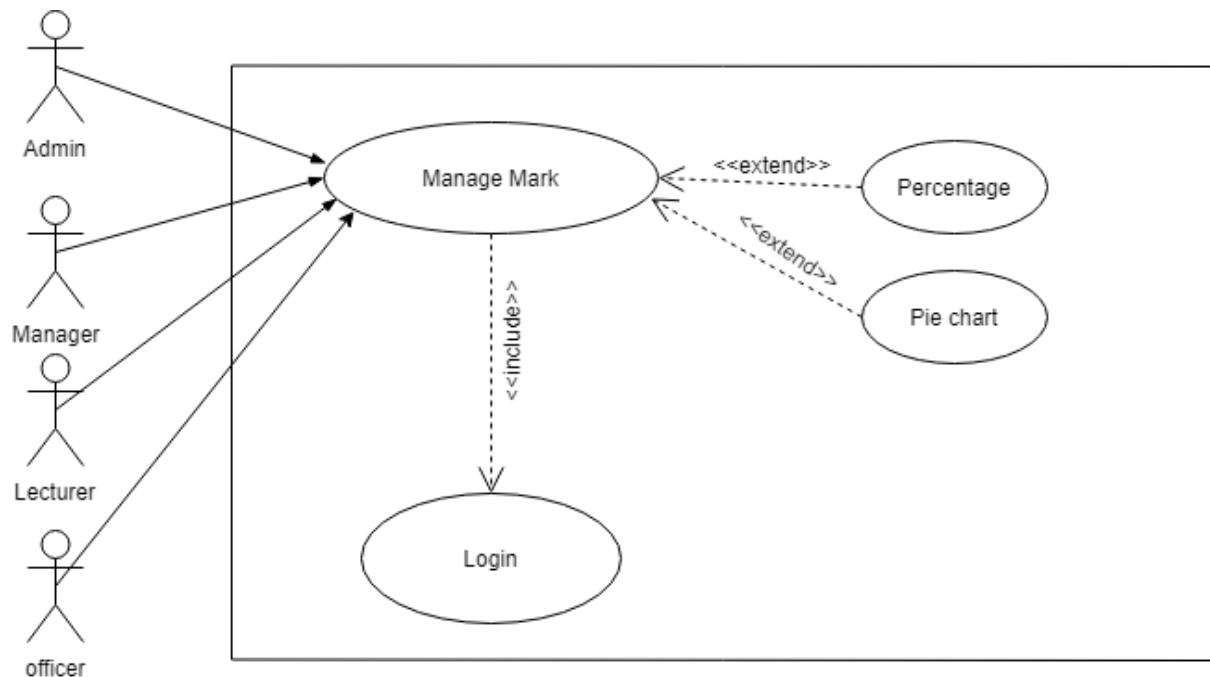 Admin
Manager
Lecturer
officer
Manage Mark
<<extend>>
Percentage
<<extend>>
Pie chart
<<include>>
Login